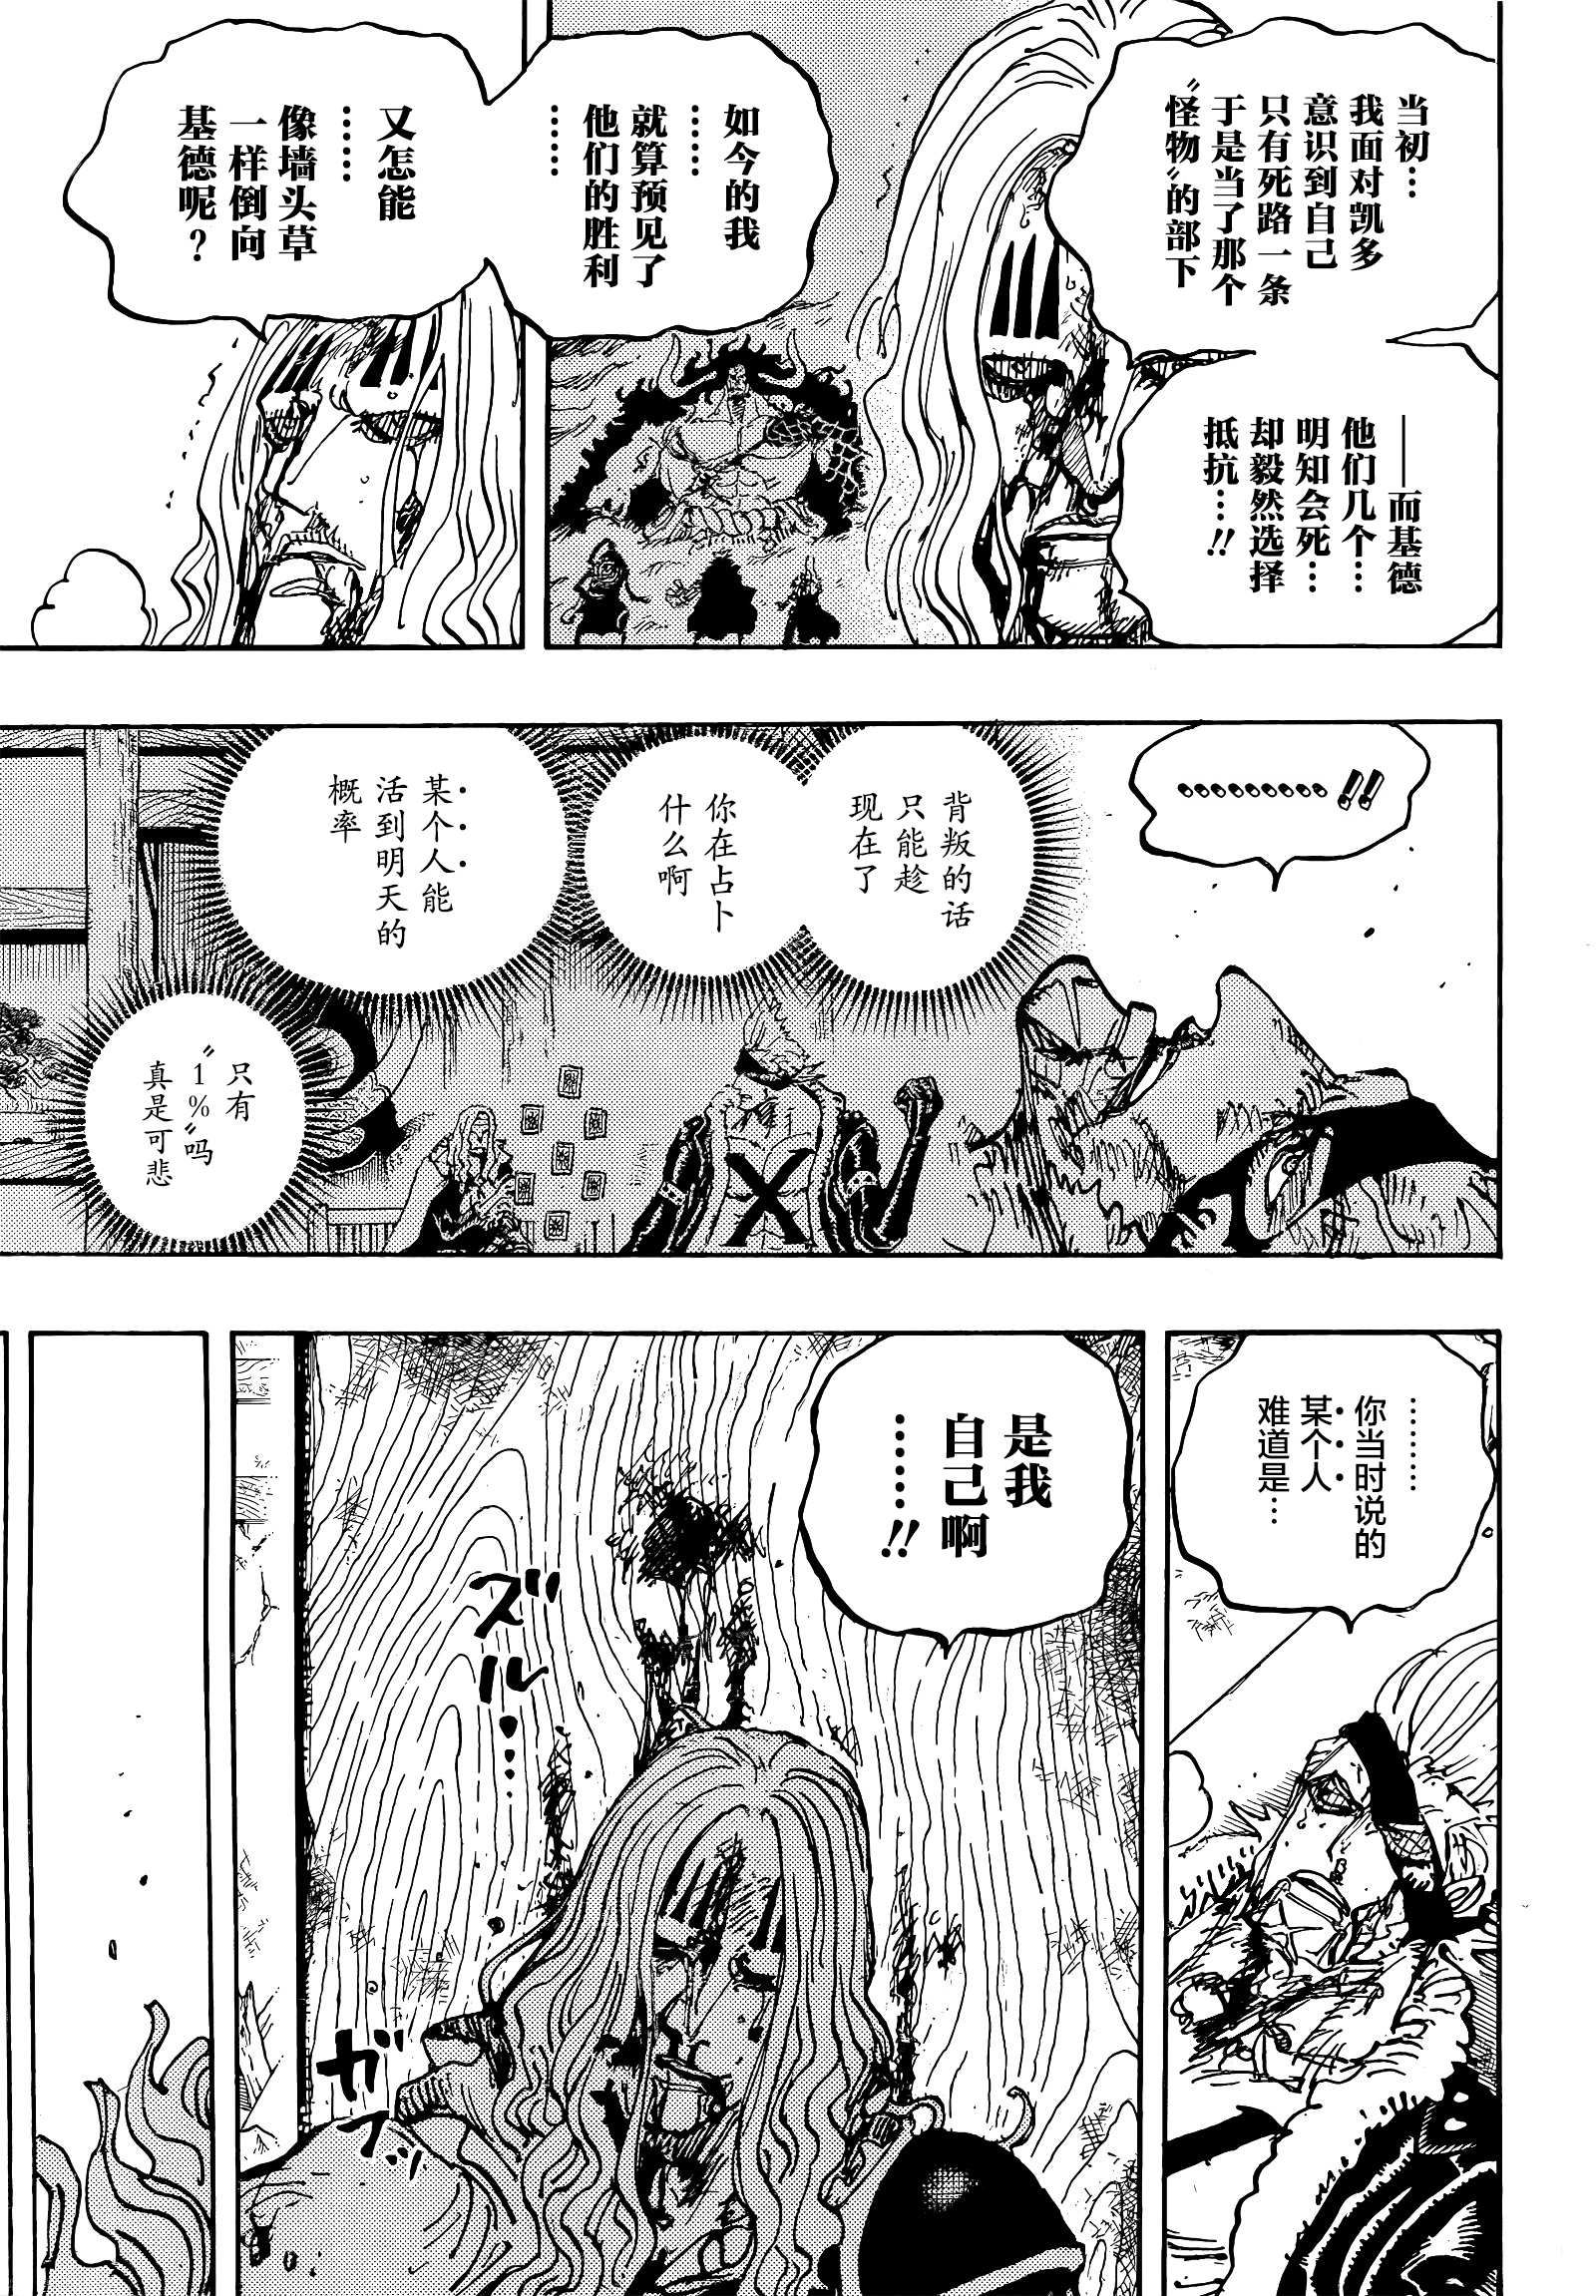 当初…
我面对凯多
意识到自己
只有死路一条
于是当了那个
“怪物”的部下
——而基德
他们几个…
明知会死…
却毅然选择
抵抗…!!
如今的我
……
就算预见了
他们的胜利
……
又怎能
……
像墙头草
一样倒向
基德呢？
………!!
背叛的话
只能趁
现在了
你在占卜
什么啊
某个人能
活到明天的
概率
只有
“1%”吗
真是可悲
………
你当时说的
某个人
难道是…
是我
自己啊
……!!
ズル…
ガクッ